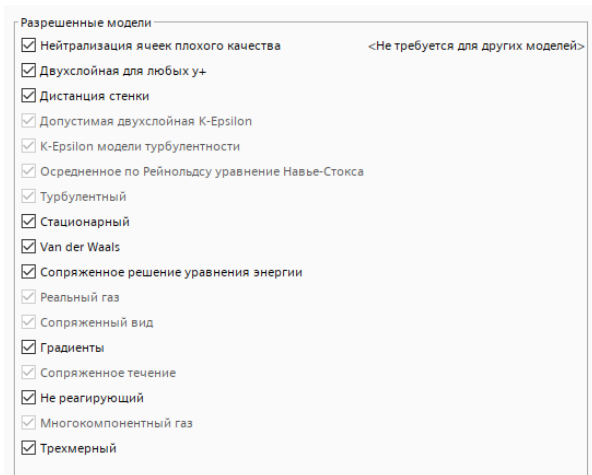 Разрешенные модели
Нейтрализация ячеек плохого качества <Не требуется для других моделей>
Двухслойная для любых y+
Дистанция стенки
Допустимая двухслойная K-Epsilon
K-Epsilon модели турбулентности
Осредненное по Рейнольдсу уравнение Навье-Стокса
Турбулентный
Стационарный
Van der Waals
Сопряженное решение уравнения энергии
Реальный газ
Сопряженный вид
Градиенты
Сопряженное течение
Не реагирующий
Многокомпонентный газ
Трехмерный